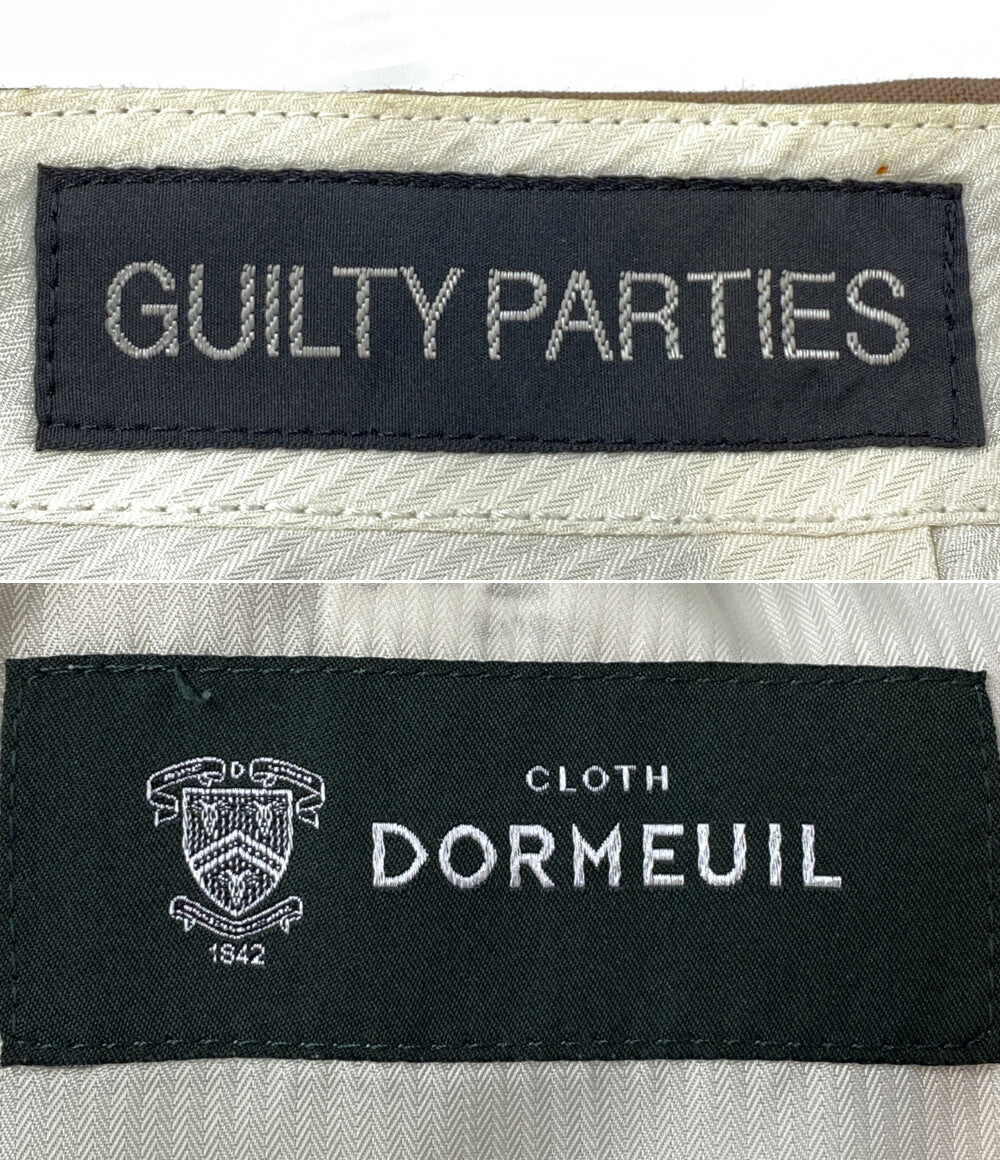 GUILTY PARTIES
D
CLOTH
DORMEUIL
1842